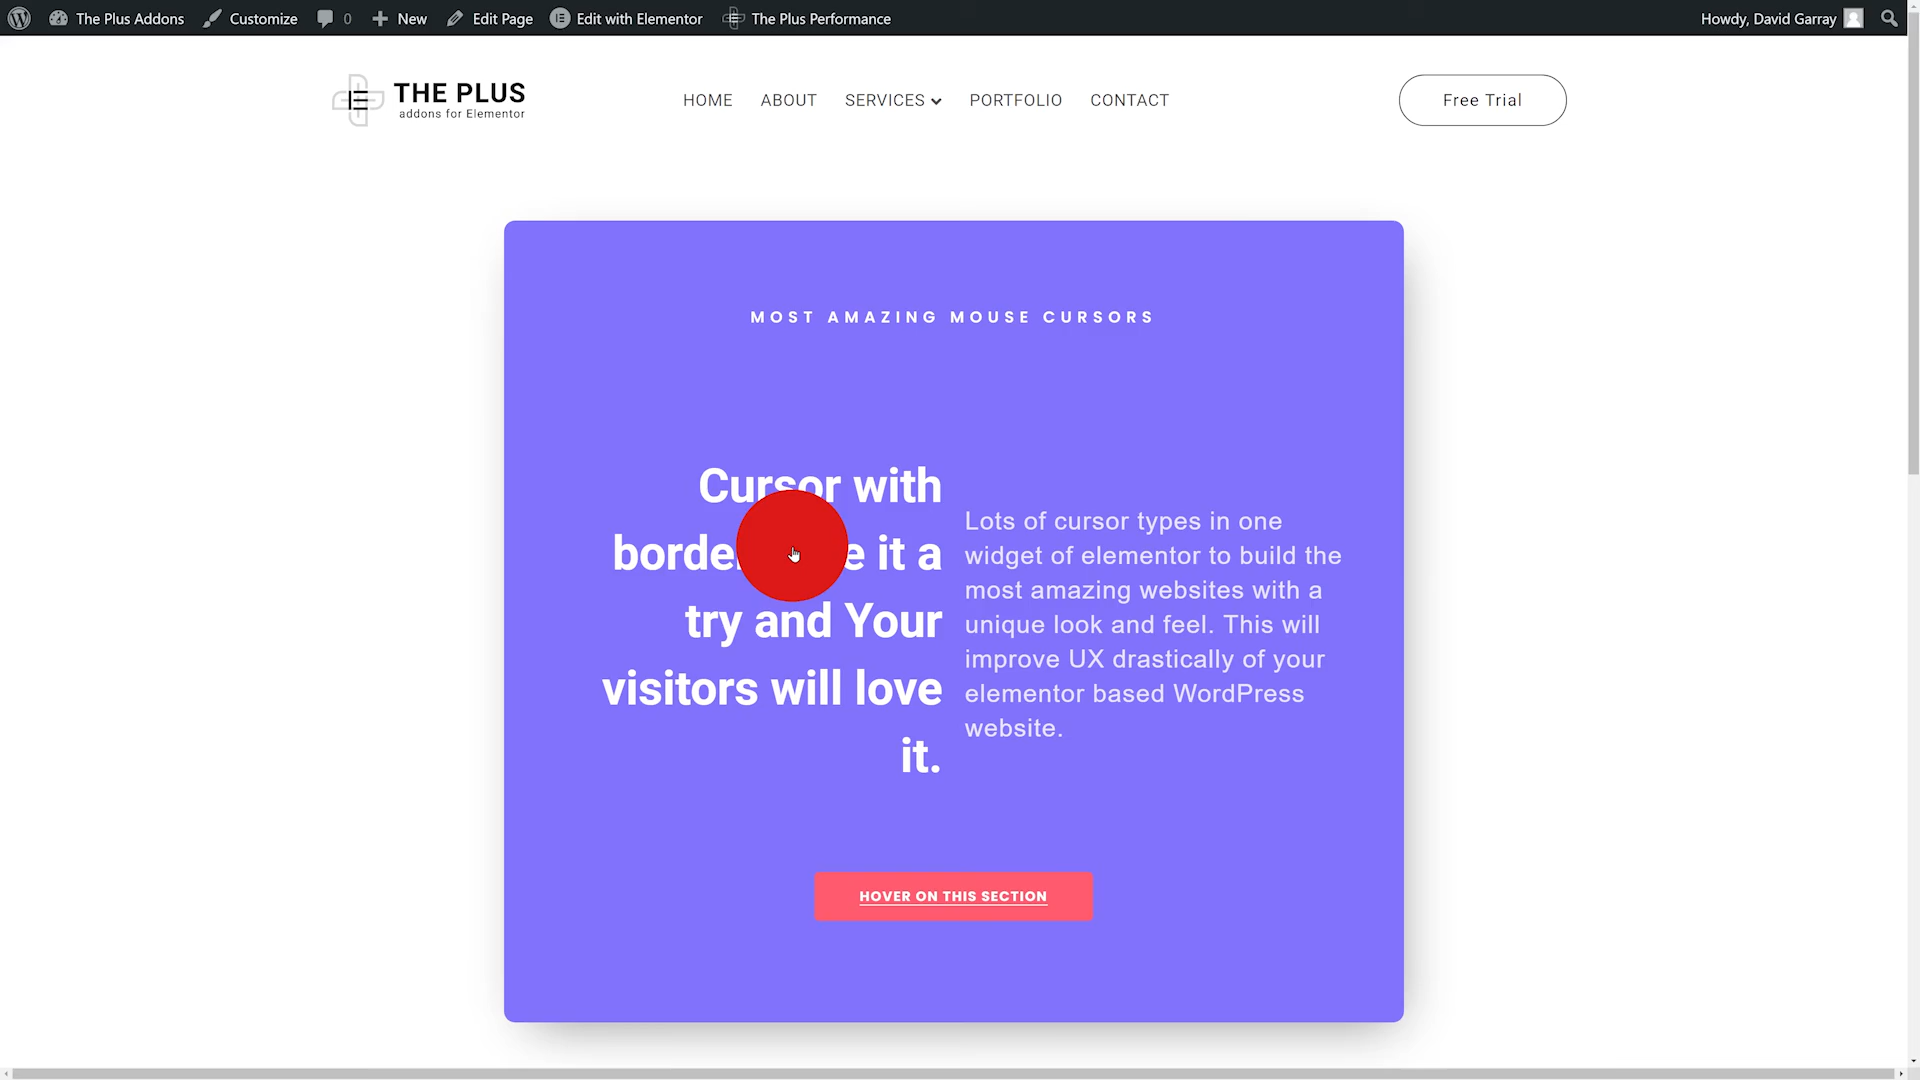 The Plus Addons Customize 0 New Edit Page Edit with Elementor The Plus Performance Howdy, David Garray
THE PLUS
addons for Elementor
HOME ABOUT SERVICES PORTFOLIO CONTACT
Free Trial
MOST AMAZING MOUSE CURSORS
Cursor with
it a
try and Your
visitors will love
it.
Lots of cursor types in one
widget of elementor to build the
most amazing websites with a
unique look and feel. This will
improve UX drastically of your
elementor based WordPress
website.
HOVER ON THIS SECTION